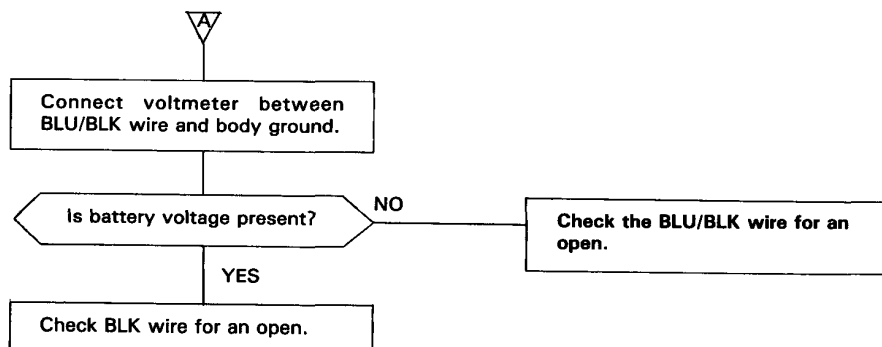 A
Connect voltmeter between
BLU/BLK wire and body ground.
Is battery voltage present?
NO
Check the BLU/BLK wire for an
open.
YES
Check BLK wire for an open.